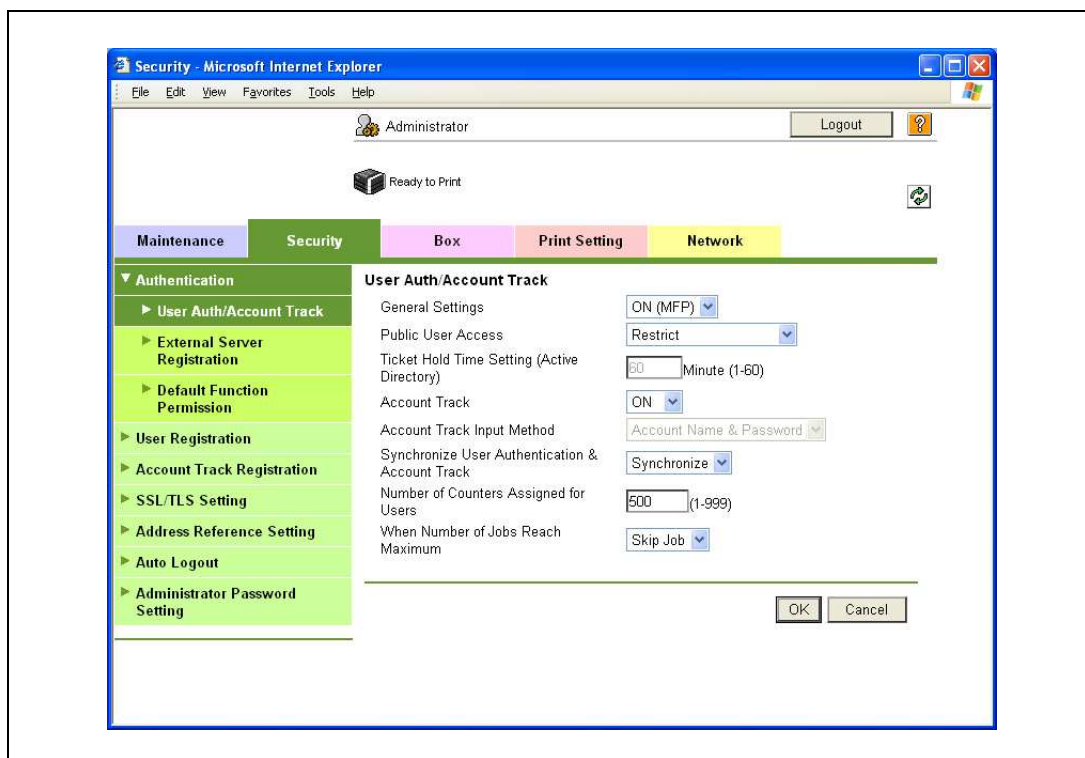 Security - Microsoft Internet Explorer
File Edit View Favorites Tools Help
Administrator
Logout
?
Ready to Print
Maintenance Security Box Print Setting Network
Authentication
User Auth/Account Track
External Server
Registration
Default Function
Permission
User Registration
Account Track Registration
SSL/TLS Setting
Address Reference Setting
Auto Logout
Administrator Password
Setting
User Auth/Account Track
General Settings ON (MFP)
Public User Access Restrict
Ticket Hold Time Setting (Active
Directory) 60 Minute (1-60)
Account Track ON
Account Track Input Method Account Name & Password
Synchronize User Authentication &
Account Track Synchronize
Number of Counters Assigned for
Users 500 (1-999)
When Number of Jobs Reach
Maximum Skip Job
OK Cancel